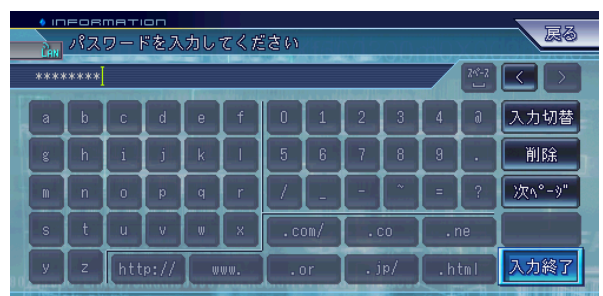 INFORMATION
LAN パスワードを入力してください 戻る
******** スペース < >
a b c d e f 0 1 2 3 4 @ 入力切替
g h i j k l 5 6 7 8 9 . 削除
m n o p q r / _ - ~ = ? 次ページ
s t u v w x .com/ .co .ne
y z http:// www. .or .jp/ .html 入力終了